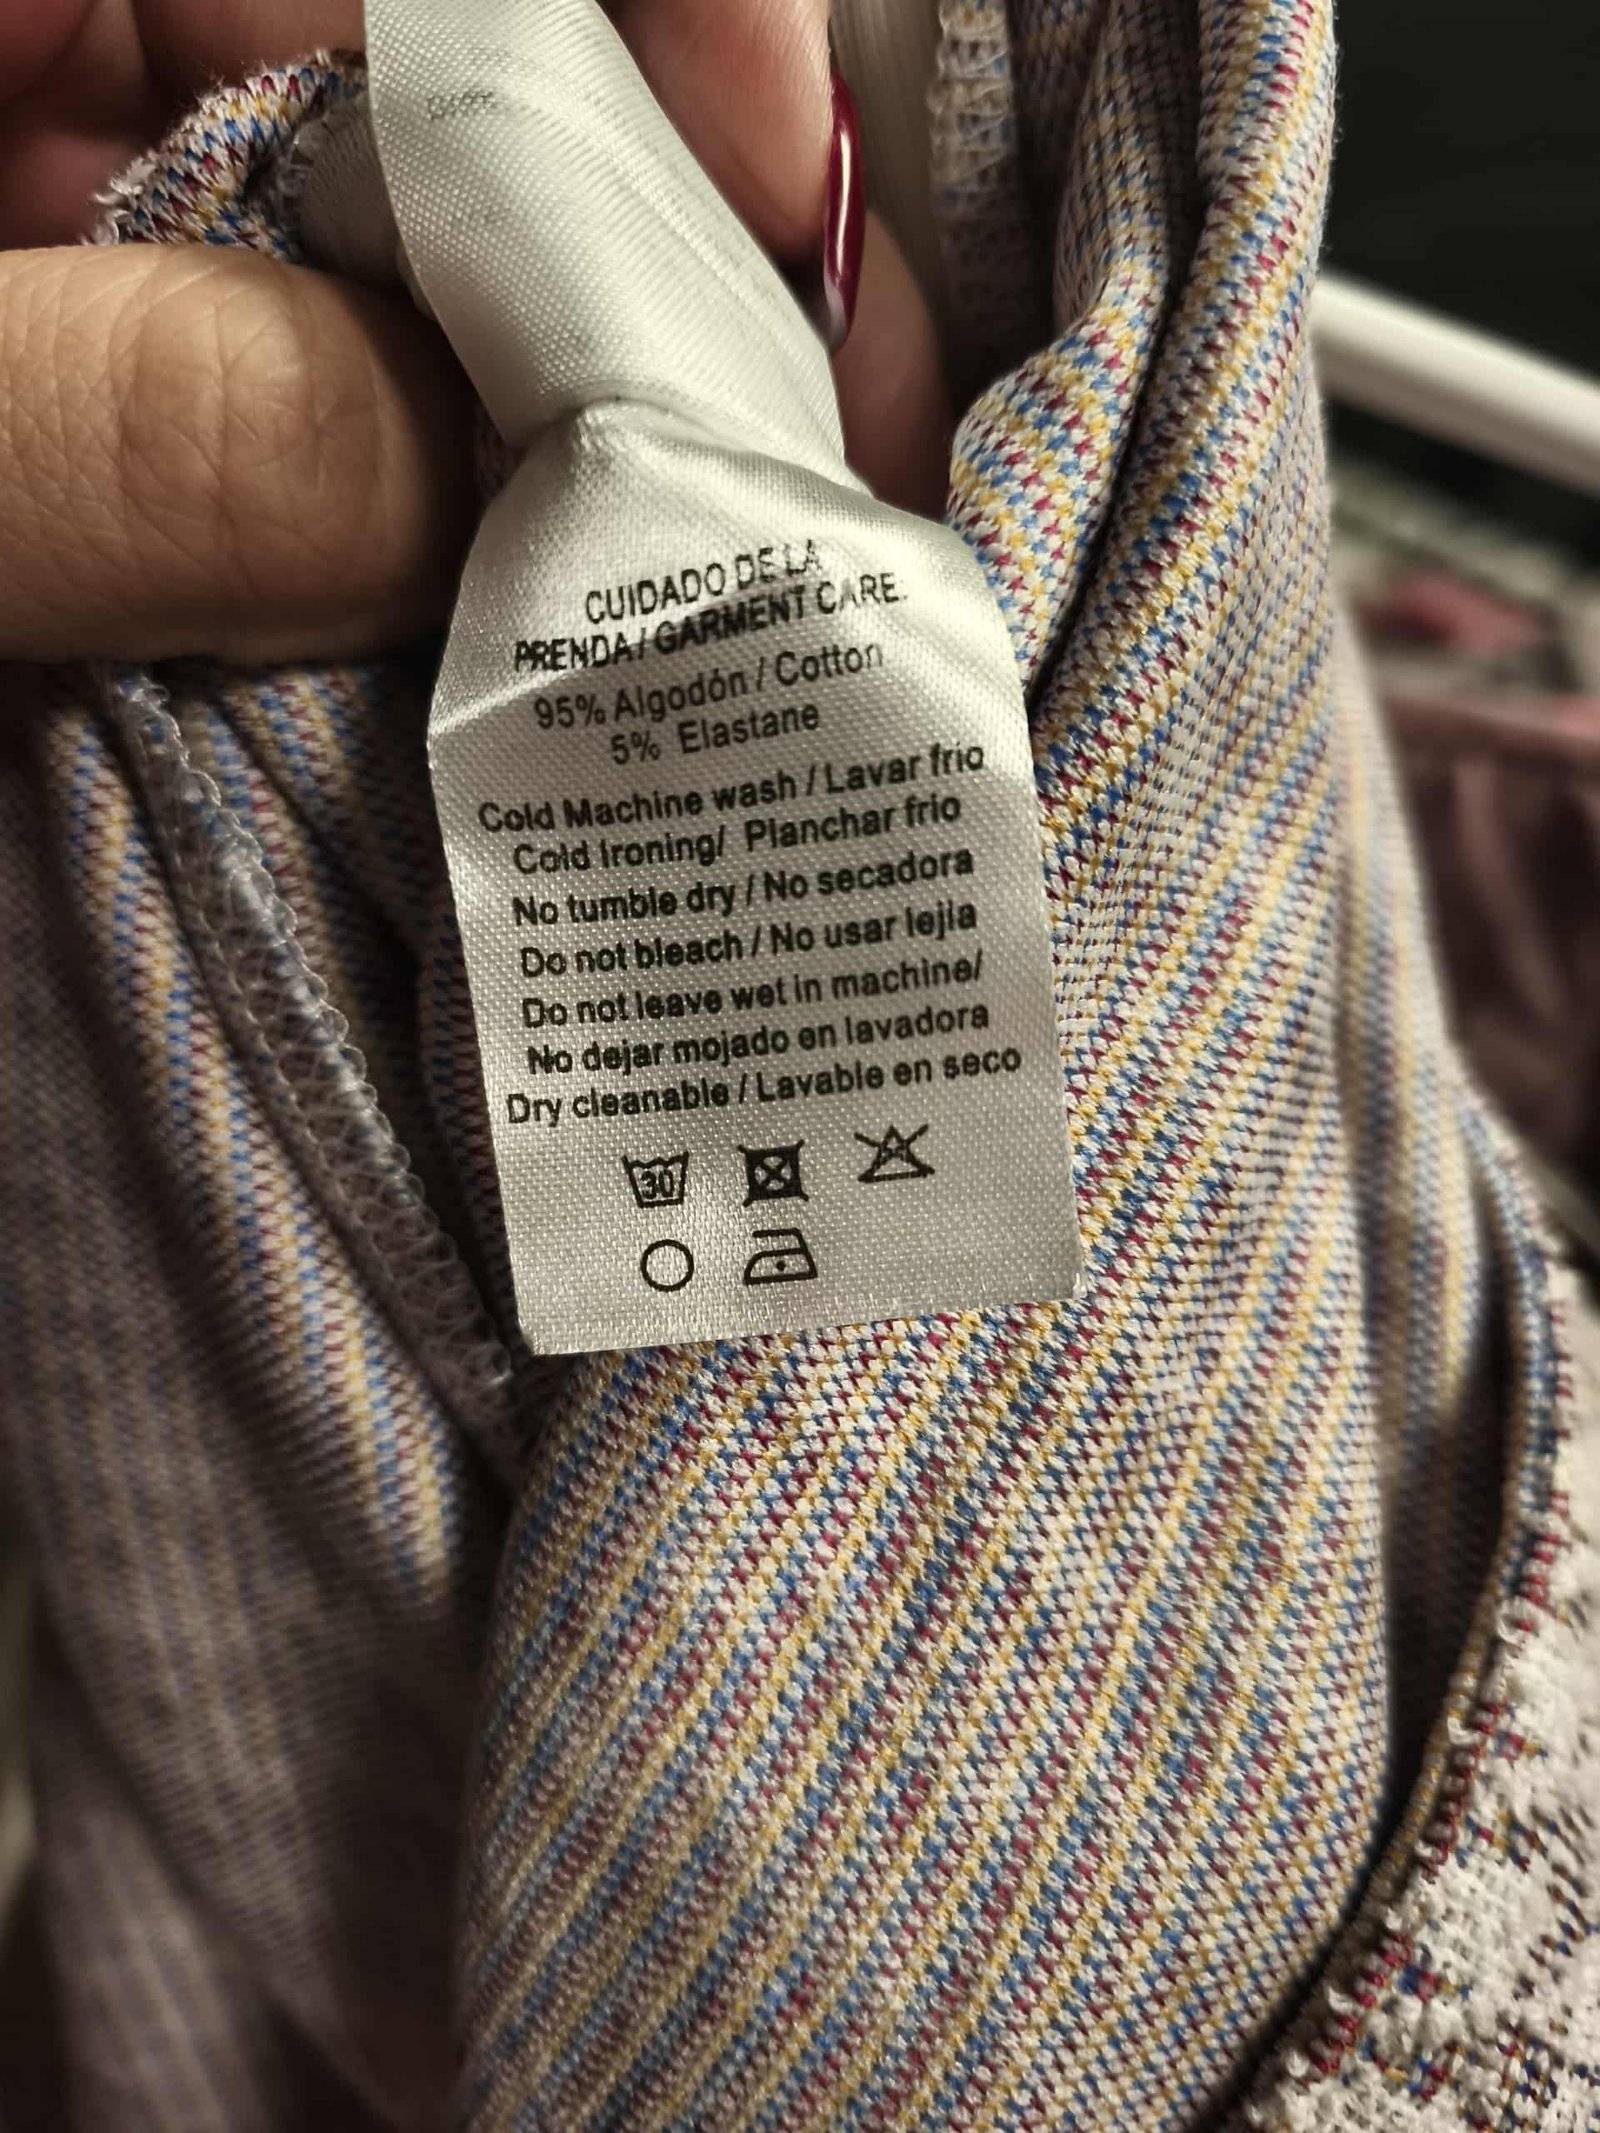 CUIDADO DE LA
PRENDA / GARMENT CARE:
95% Algodón / Cotton
5% Elastane
Cold Machine wash / Lavar frio
Cold Ironing/ Planchar frio
No tumble dry / No secadora
Do not bleach / No usar lejia
Do not leave wet in machine/
No dejar mojado en lavadora
Dry cleanable / Lavable en seco
30